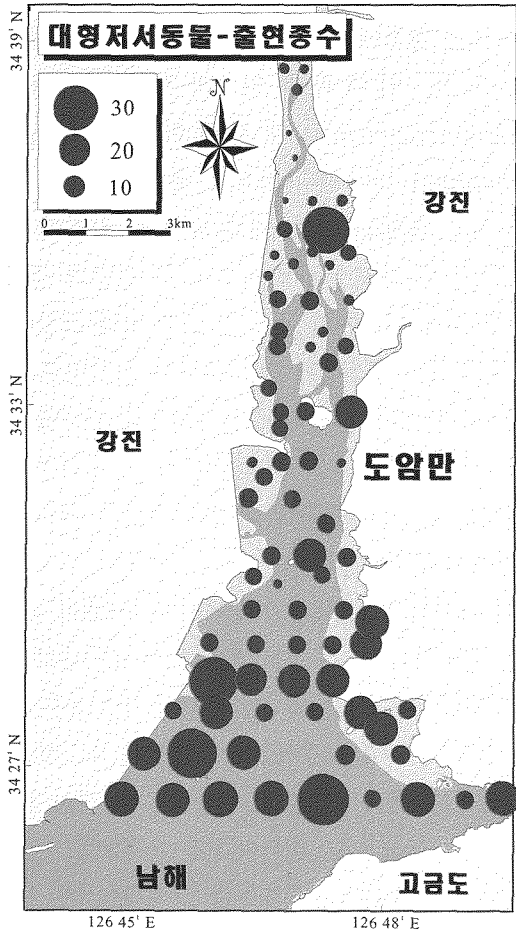 대형저서동물-출현종수
34 39' N
30
20
10
N
0 1 2 3km
강진
34 33' N
강진
도암만
34 27' N
남해
고금도
126 45' E
126 48' E